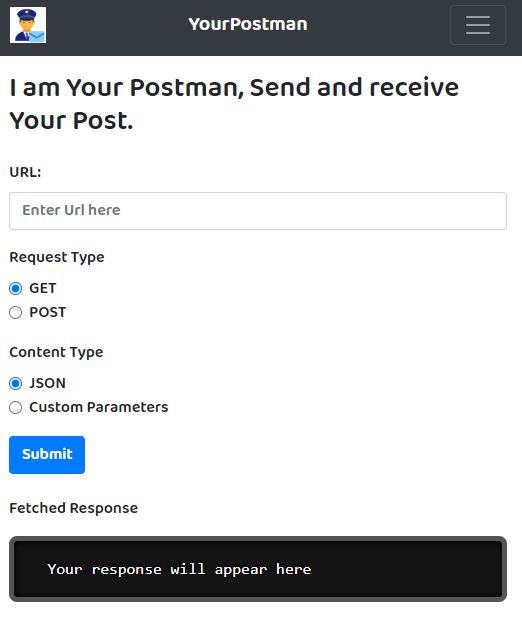 YourPostman
I am Your Postman, Send and receive
Your Post.
URL:
Enter Url here
Request Type
GET
POST
Content Type
JSON
Custom Parameters
Submit
Fetched Response
Your response will appear here